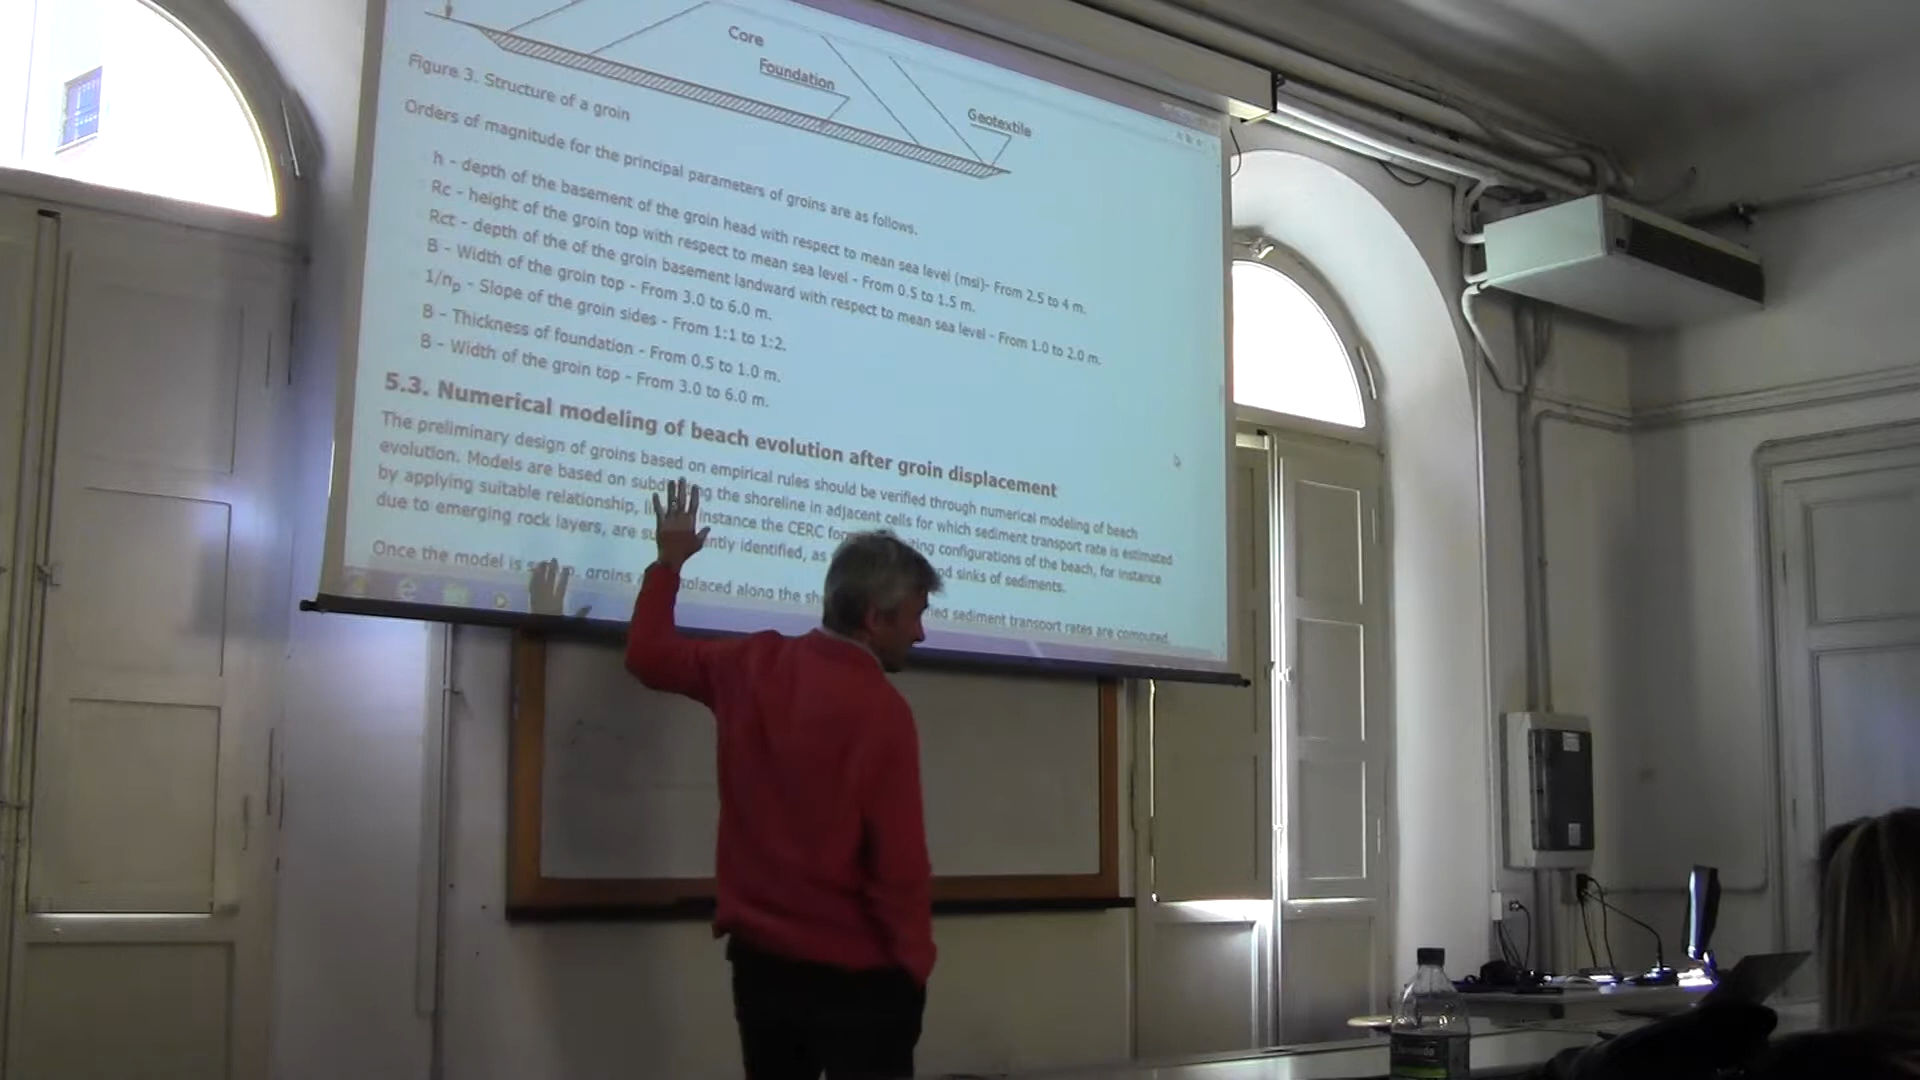 Core
Foundation
Geotextile
Figure 3. Structure of a groin
Orders of magnitude for the principal parameters of groins are as follows.
h - depth of the basement of the groin head with respect to mean sea level (msl)- From 2.5 to 4 m.
Rc - height of the groin top with respect to mean sea level - From 0.5 to 1.5 m.
Rct - depth of the of the groin basement landward with respect to mean sea level - From 1.0 to 2.0 m.
B - Width of the groin top - From 3.0 to 6.0 m.
1/np - Slope of the groin sides - From 1:1 to 1:2.
B - Thickness of foundation - From 0.5 to 1.0 m.
B - Width of the groin top - From 3.0 to 6.0 m.
5.3. Numerical modeling of beach evolution after groin displacement
The preliminary design of groins based on empirical rules should be verified through numerical modeling of beach
evolution. Models are based on the shoreline in adjacent cells for which sediment transport rate is estimated
by applying suitable relationship, instance the CERC configurations of the beach, for instance
due to emerging rock layers, are identified, as sinks of sediments.
Once the model is groins along the sediment transport rates are computed